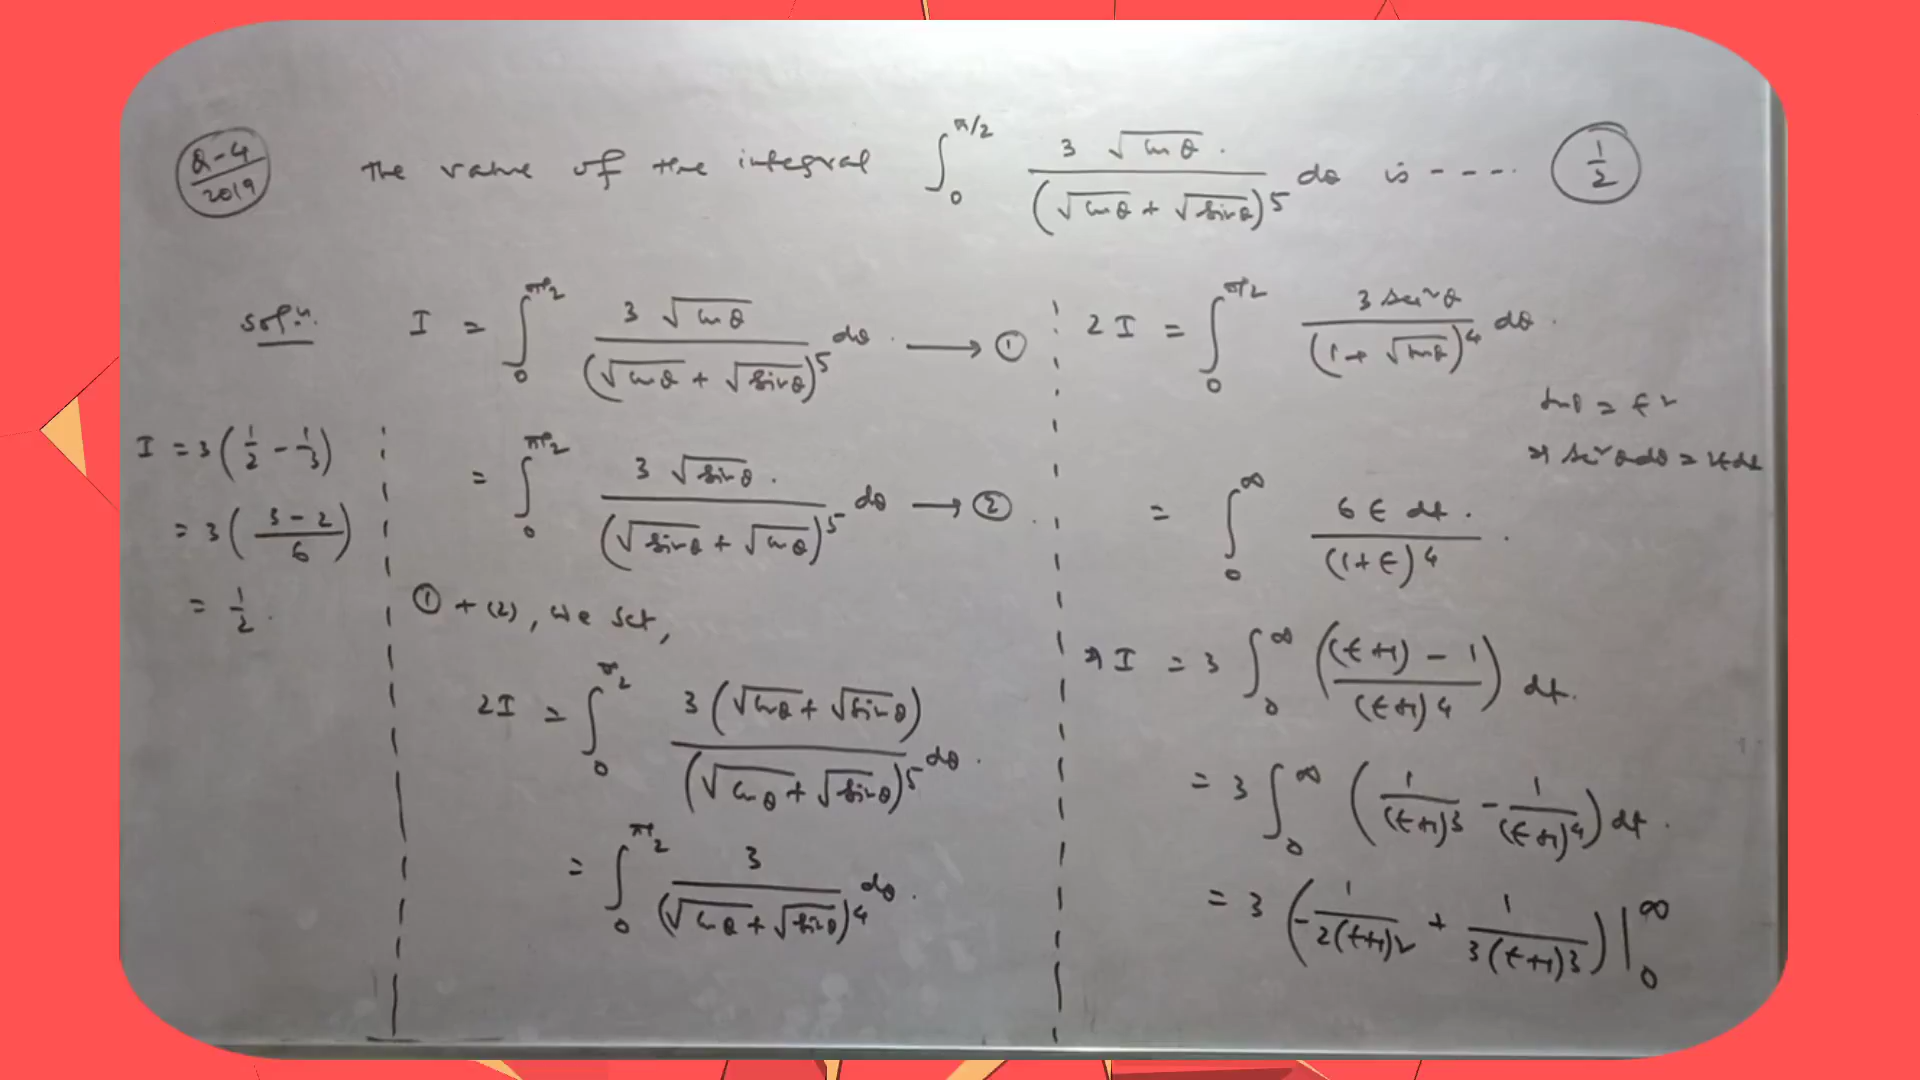 Q-4/2019 The value of the integral ∫₀^{π/2} 3√cosθ / (√cosθ + √sinθ)^5 dθ is ---- (1/2)
Solⁿ. I = ∫₀^{π/2} 3√cosθ / (√cosθ + √sinθ)^5 dθ. → ①
= ∫₀^{π/2} 3√sinθ. / (√sinθ + √cosθ)^5 dθ → ②
① + (2), we get,
2I = ∫₀^{π/2} 3(√cosθ + √sinθ) / (√cosθ + √sinθ)^5 dθ.
= ∫₀^{π/2} 3 / (√cosθ + √sinθ)^4 dθ.
2I = ∫₀^{π/2} 3 sec²θ / (1 + √tanθ)^4 dθ.
tanθ = t²
⇒ sec²θdθ = 2tdt
= ∫₀^∞ 6t dt. / (1+t)^4.
⇒ I = 3 ∫₀^∞ ((t+1) - 1 / (t+1)^4) dt.
= 3 ∫₀^∞ (1/(t+1)^3 - 1/(t+1)^4) dt.
= 3 (-1/2(t+1)² + 1/3(t+1)³) |₀^∞
I = 3(1/2 - 1/3)
= 3(3-2/6)
= 1/2.